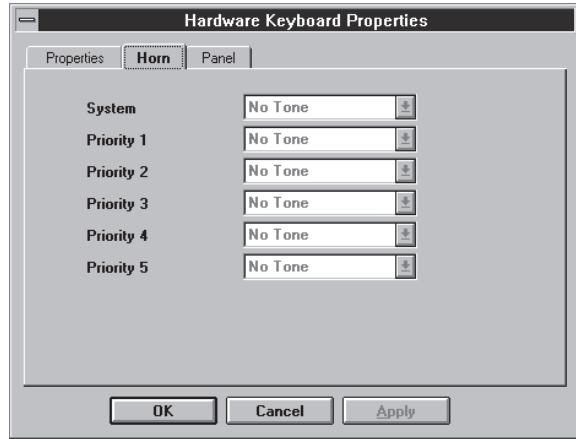 Hardware Keyboard Properties
Properties Horn Panel
System No Tone
Priority 1 No Tone
Priority 2 No Tone
Priority 3 No Tone
Priority 4 No Tone
Priority 5 No Tone
OK Cancel Apply